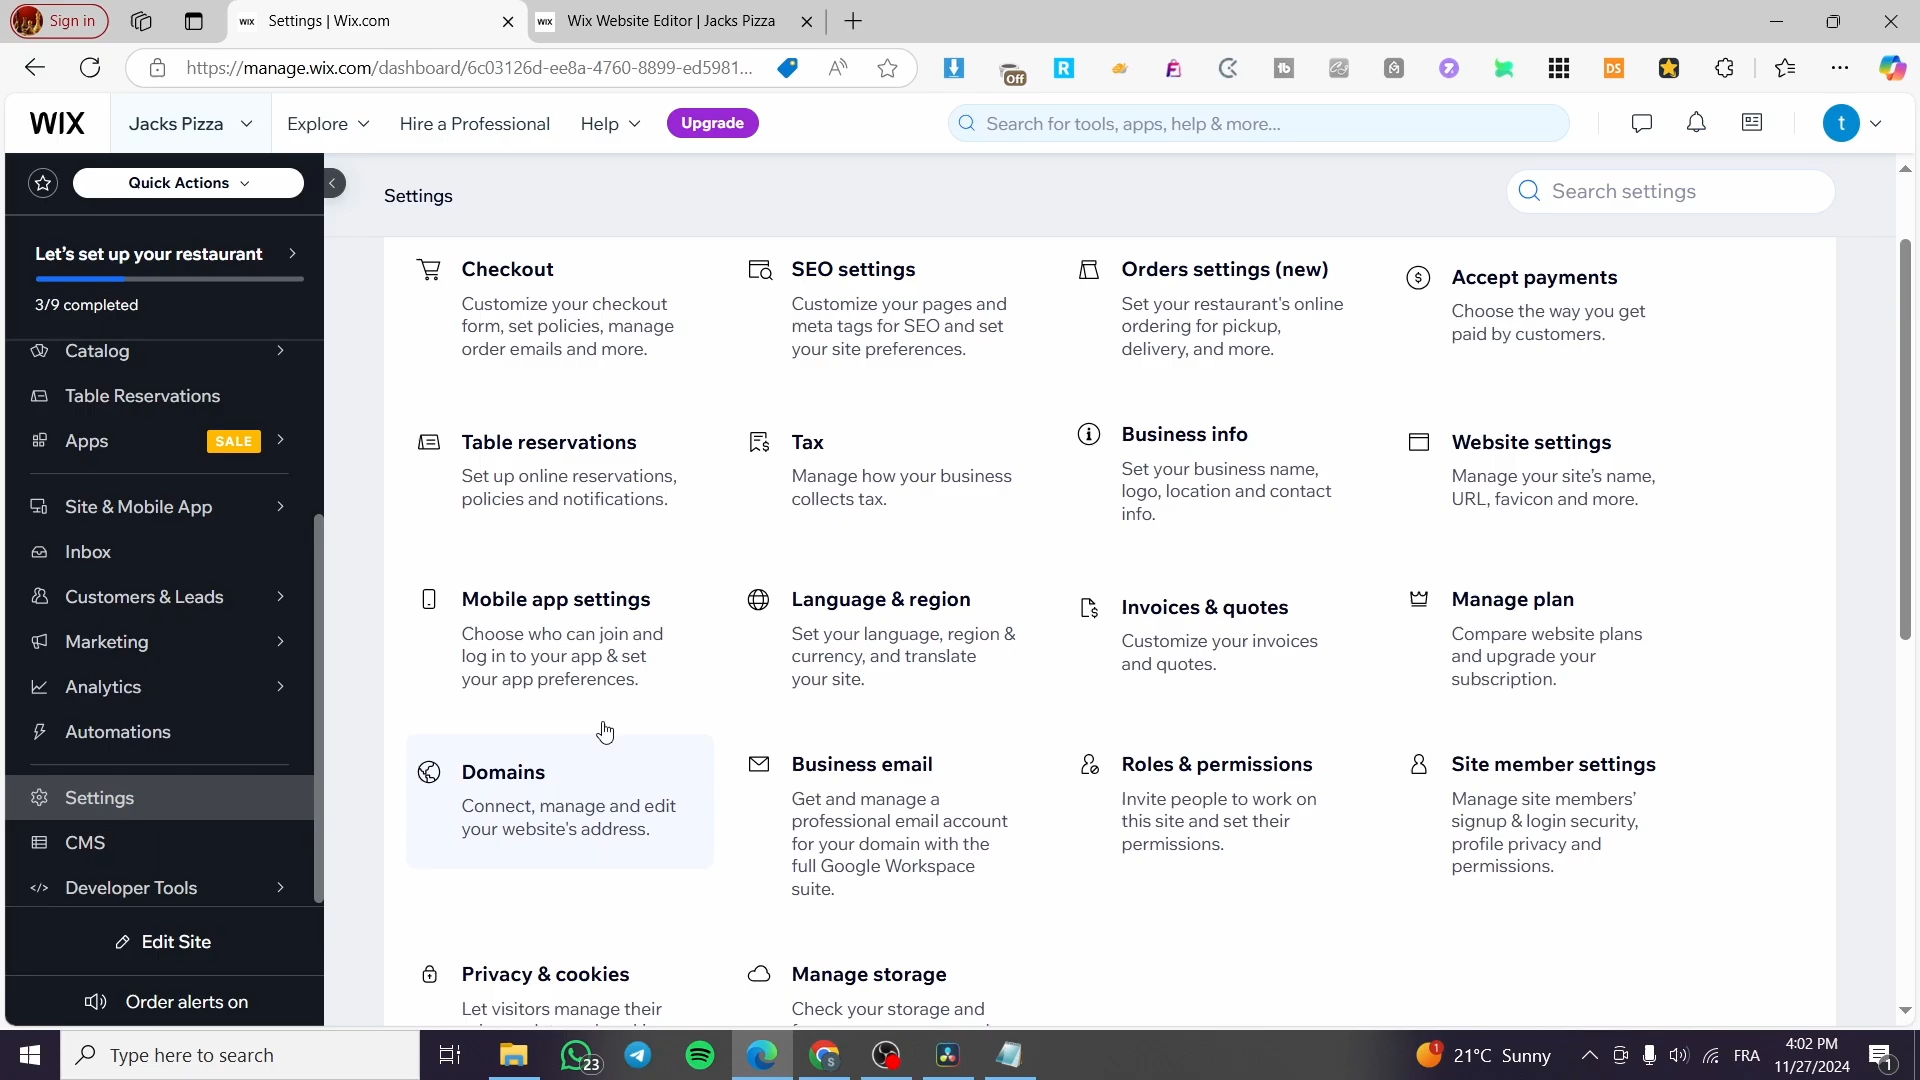 Sign in
WIX Settings | Wix.com
WIX Wix Website Editor | Jacks Pizza
https://manage.wix.com/dashboard/6c03126d-ee8a-4760-8899-ed5981...
Off
R
tb
DS
WIX
Jacks Pizza
Explore
Hire a Professional
Help
Upgrade
Search for tools, apps, help & more...
t
Quick Actions
Let's set up your restaurant
3/9 completed
Catalog
Table Reservations
Apps
SALE
Site & Mobile App
Inbox
Customers & Leads
Marketing
Analytics
Automations
Settings
CMS
Developer Tools
Edit Site
Order alerts on
Settings
Search settings
Checkout
Customize your checkout
form, set policies, manage
order emails and more.
SEO settings
Customize your pages and
meta tags for SEO and set
your site preferences.
Orders settings (new)
Set your restaurant's online
ordering for pickup,
delivery, and more.
Accept payments
Choose the way you get
paid by customers.
Table reservations
Set up online reservations,
policies and notifications.
Tax
Manage how your business
collects tax.
Business info
Set your business name,
logo, location and contact
info.
Website settings
Manage your site's name,
URL, favicon and more.
Mobile app settings
Choose who can join and
log in to your app & set
your app preferences.
Language & region
Set your language, region &
currency, and translate
your site.
Invoices & quotes
Customize your invoices
and quotes.
Manage plan
Compare website plans
and upgrade your
subscription.
Domains
Connect, manage and edit
your website's address.
Business email
Get and manage a
professional email account
for your domain with the
full Google Workspace
suite.
Roles & permissions
Invite people to work on
this site and set their
permissions.
Site member settings
Manage site members'
signup & login security,
profile privacy and
permissions.
Privacy & cookies
Let visitors manage their
Manage storage
Check your storage and
Type here to search
23
S
1
21°C Sunny
FRA
4:02 PM
11/27/2024
1